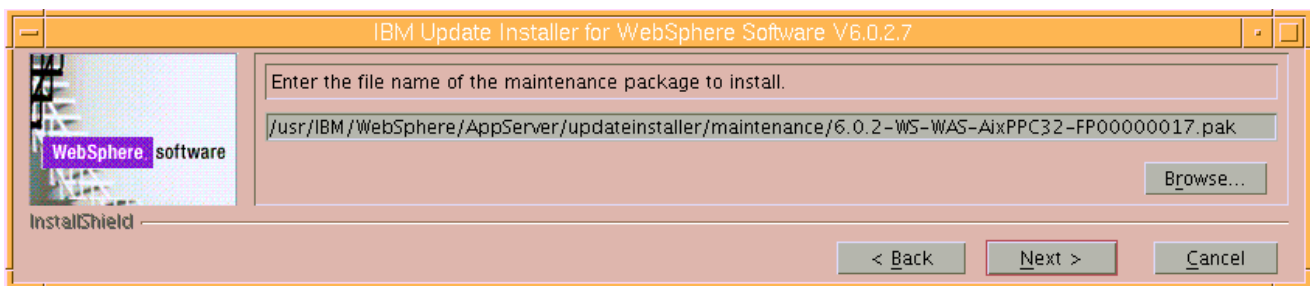 IBM Update Installer for WebSphere Software V6.0.2.7
Enter the file name of the maintenance package to install.
/usr/IBM/WebSphere/AppServer/updateinstaller/maintenance/6.0.2-WS-WAS-AixPPC32-FP00000017.pak
WebSphere. software
Browse...
InstallShield
< Back
Next >
Cancel